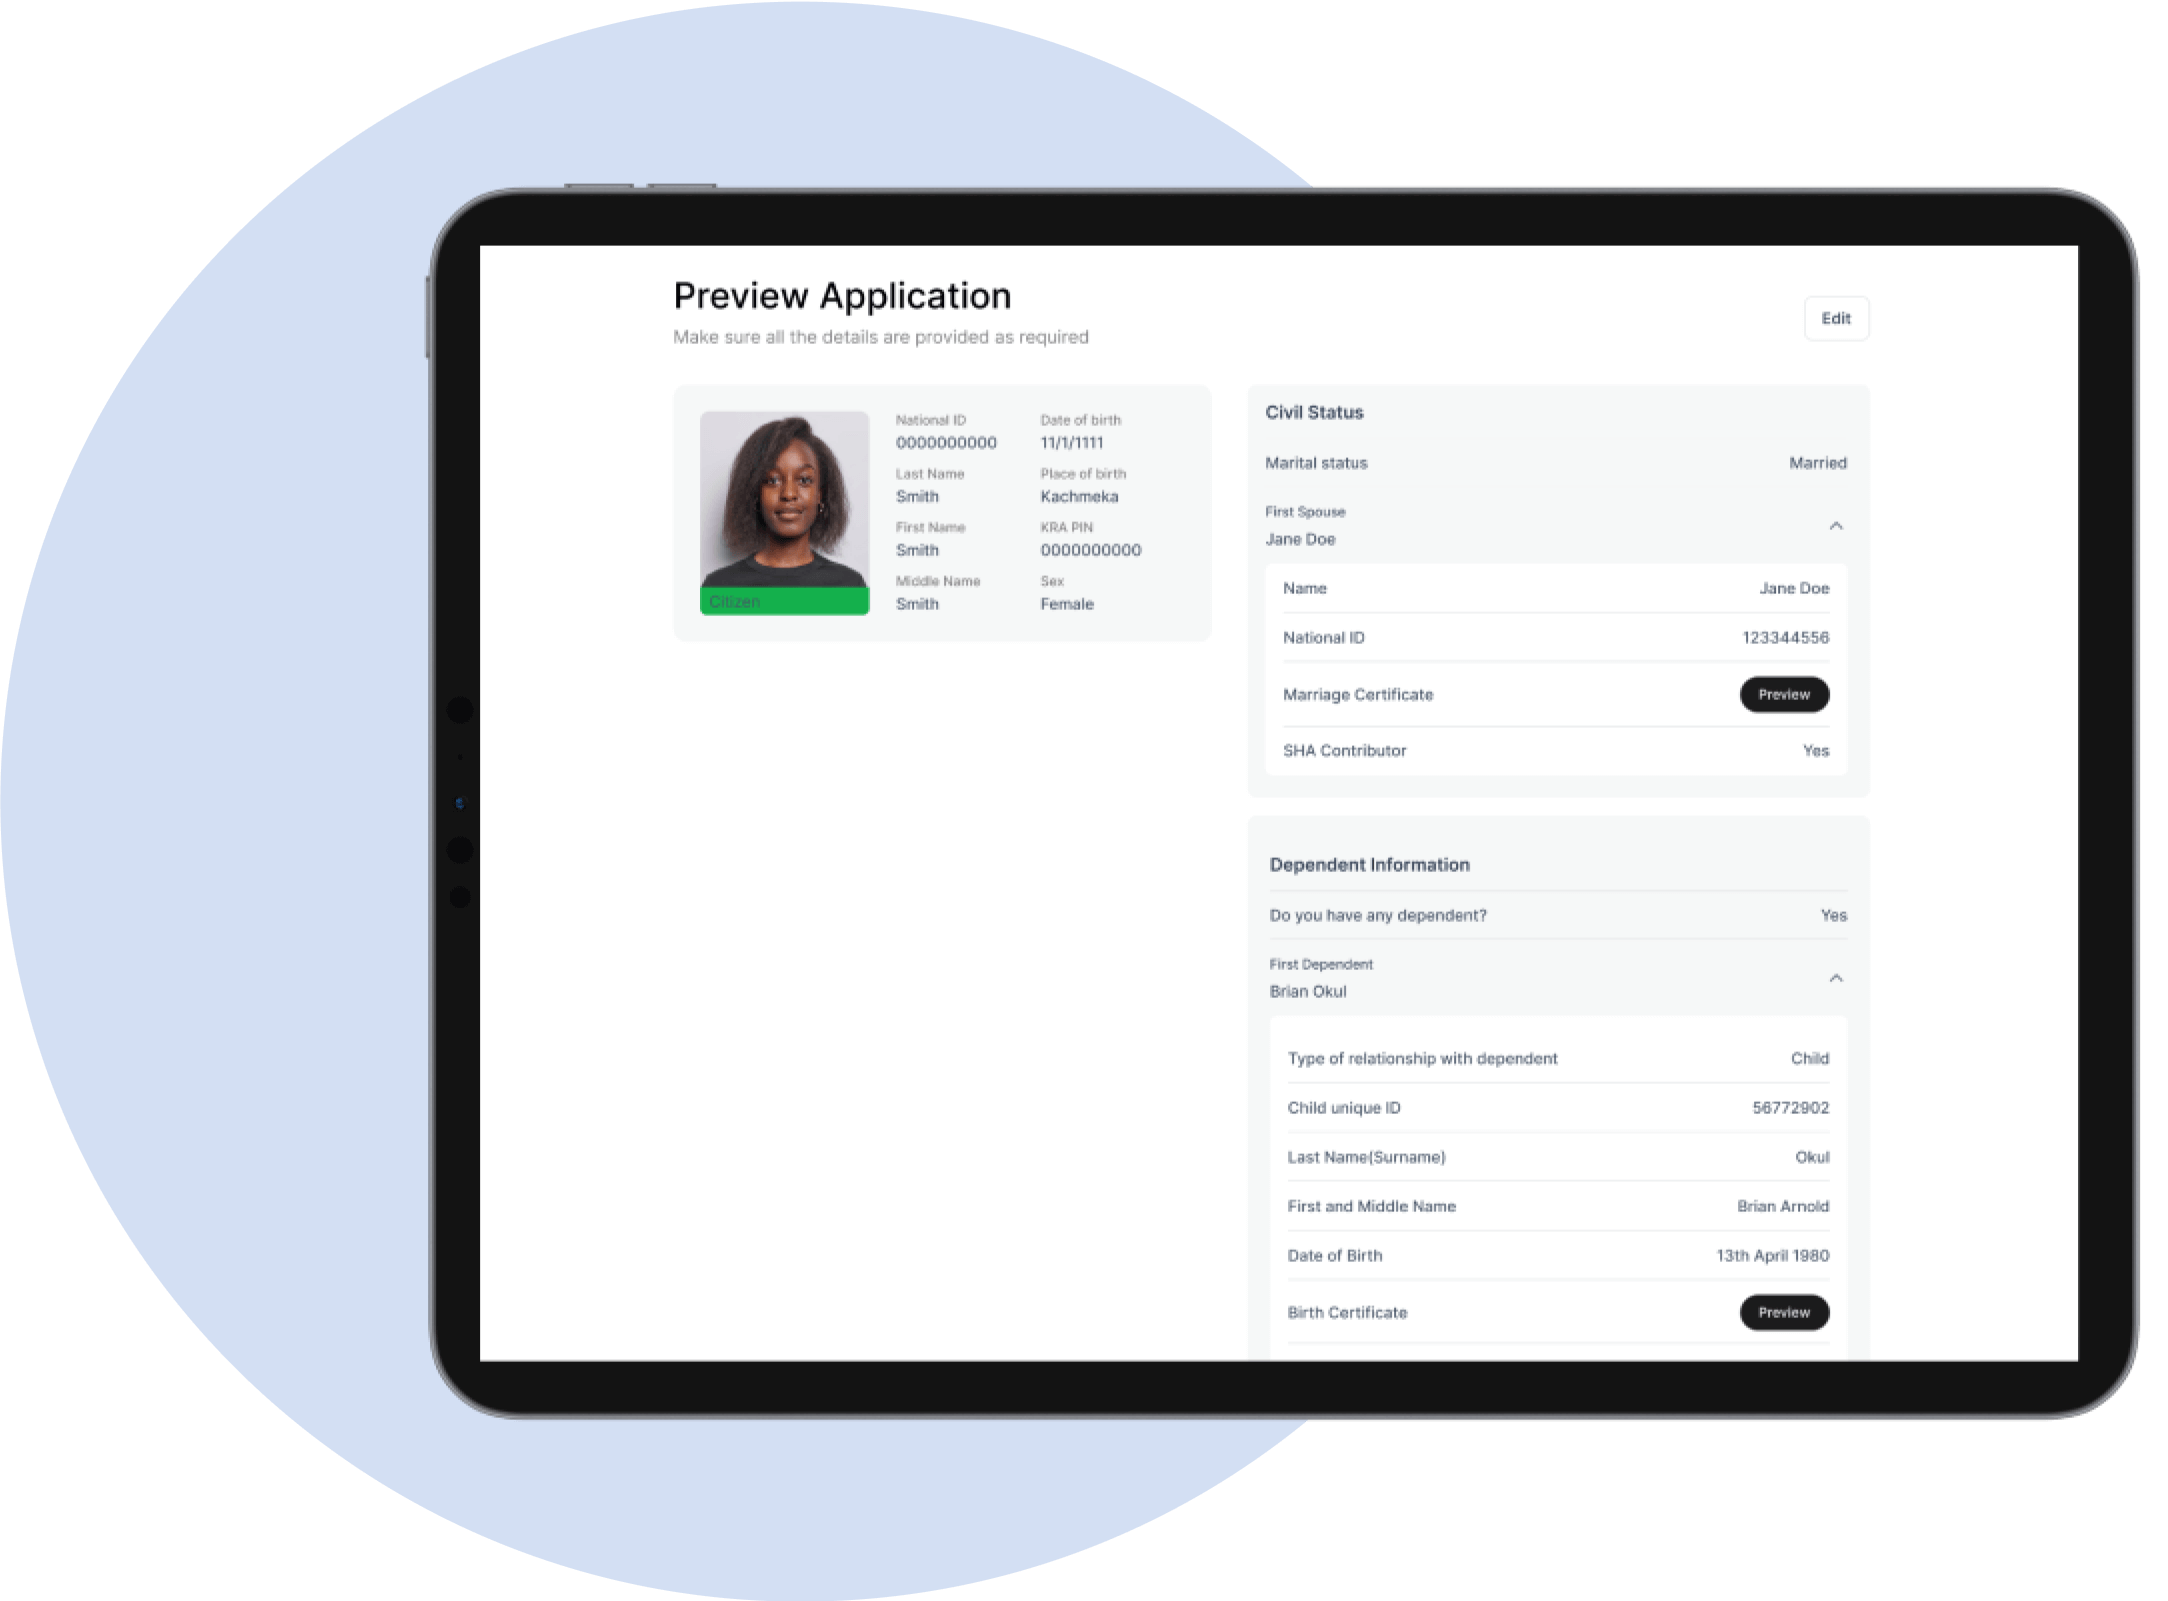 Preview Application
Make sure all the details are provided as required
Edit
National ID
0000000000
Last Name
Smith
First Name
Smith
Middle Name
Smith
Date of birth
11/1/1111
Place of birth
Kachmeka
KRA PIN
0000000000
Sex
Female
Citizen
Civil Status
Marital status Married
First Spouse
Jane Doe
Name Jane Doe
National ID 123344556
Marriage Certificate Preview
SHA Contributor Yes
Dependent Information
Do you have any dependent? Yes
First Dependent
Brian Okul
Type of relationship with dependent Child
Child unique ID 56772902
Last Name(Surname) Okul
First and Middle Name Brian Arnold
Date of Birth 13th April 1980
Birth Certificate Preview